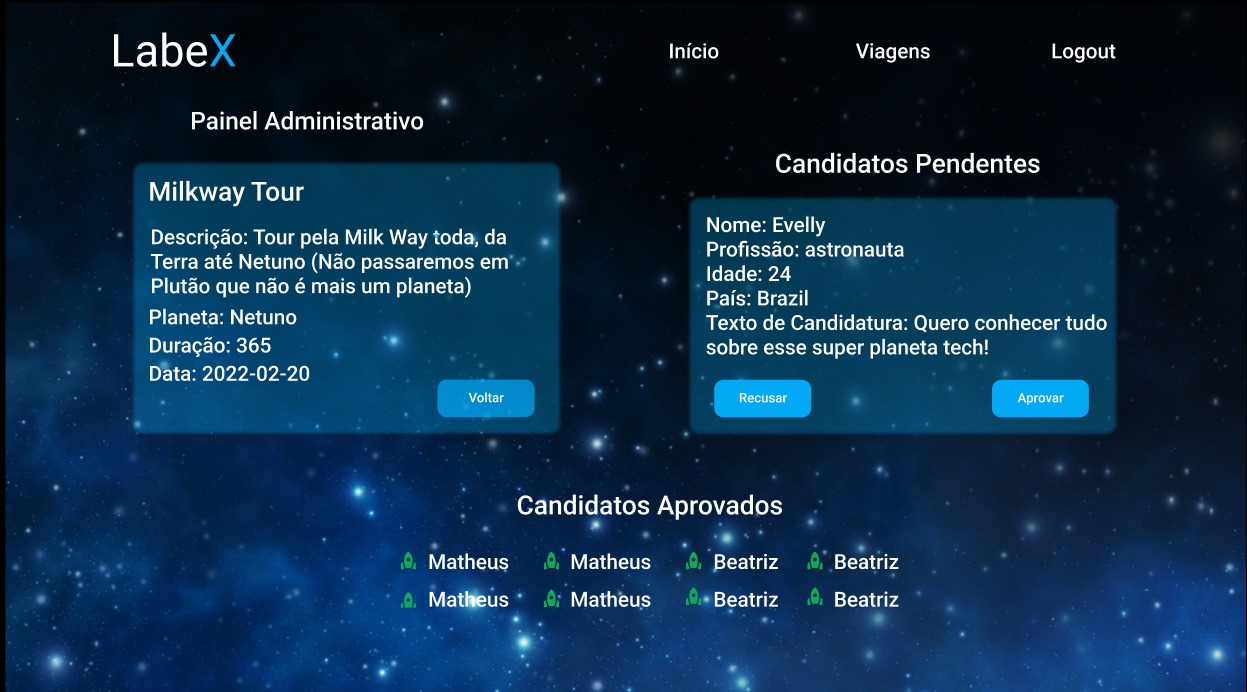 LabeX
Início
Viagens
Logout
Painel Administrativo
Milkway Tour
Descrição: Tour pela Milk Way toda, da
Terra até Netuno (Não passaremos em
Plutão que não é mais um planeta)
Planeta: Netuno
Duração: 365
Data: 2022-02-20
Voltar
Candidatos Pendentes
Nome: Evelly
Profissão: astronauta
Idade: 24
País: Brazil
Texto de Candidatura: Quero conhecer tudo
sobre esse super planeta tech!
Recusar
Aprovar
Candidatos Aprovados
Matheus Matheus Beatriz Beatriz
Matheus Matheus Beatriz Beatriz